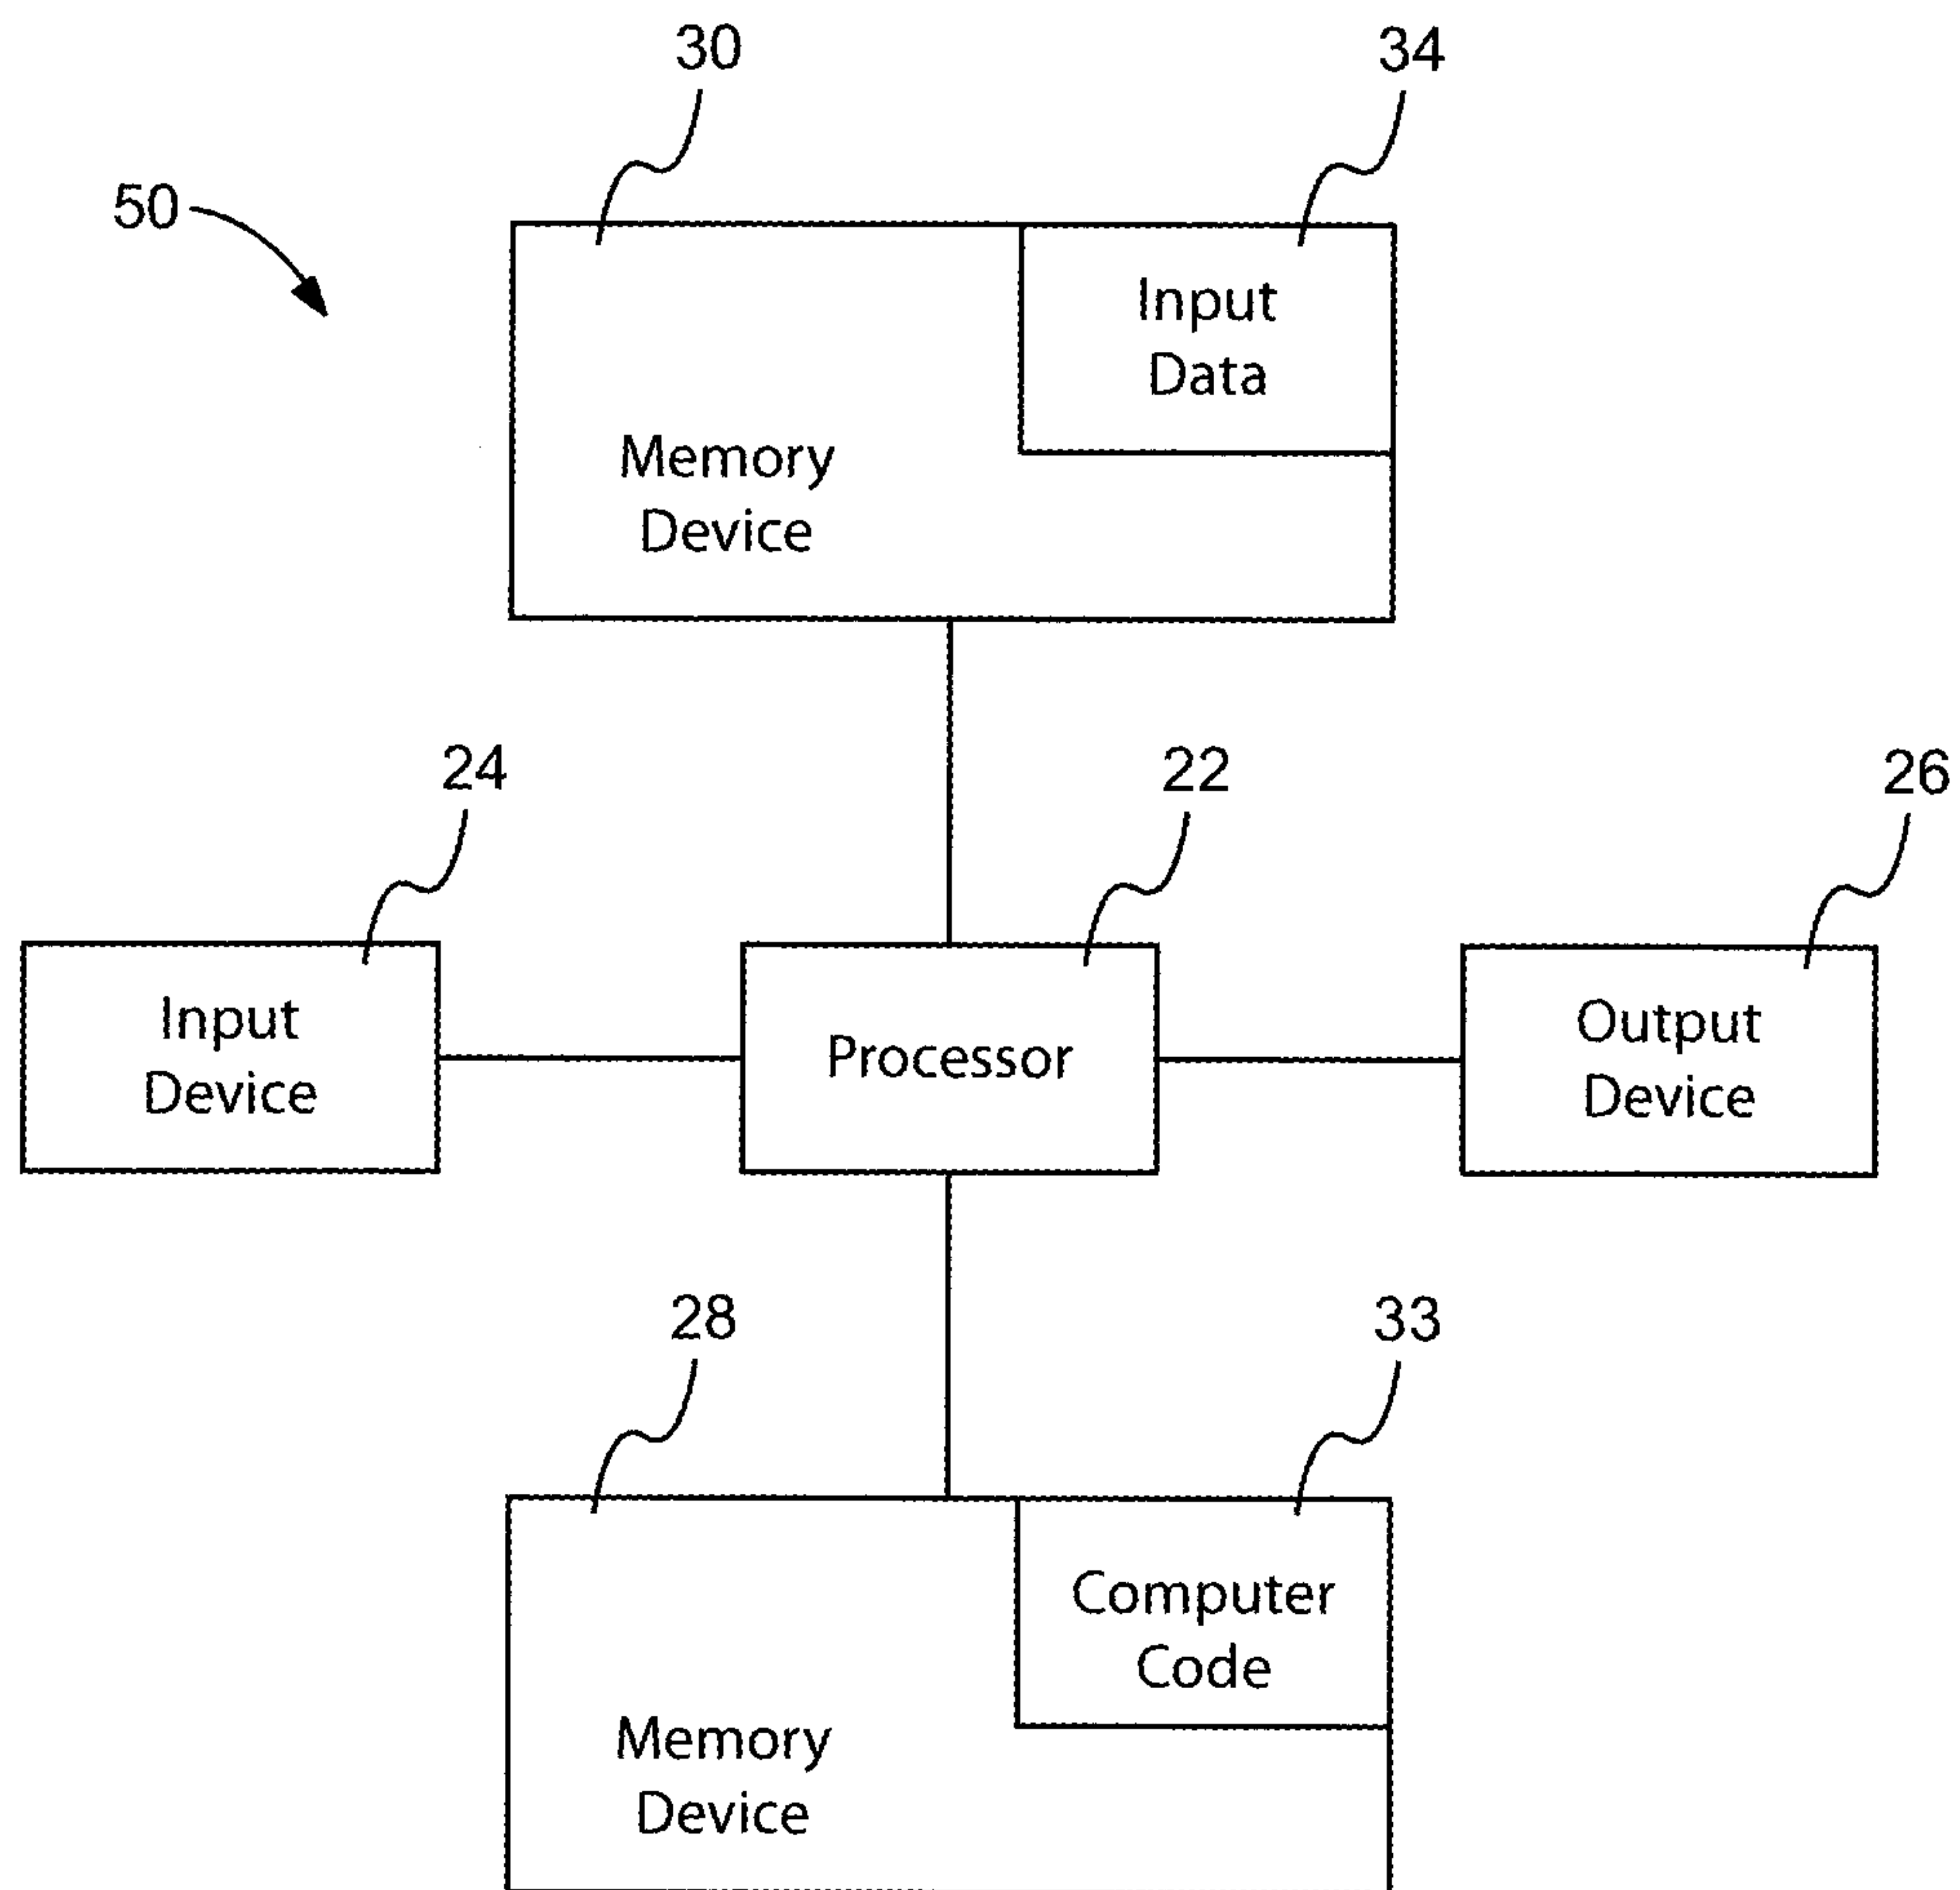 30
34
50
Input
Data
Memory
Device
24
22
26
Input
Device
Processor
Output
Device
28
33
Computer
Code
Memory
Device